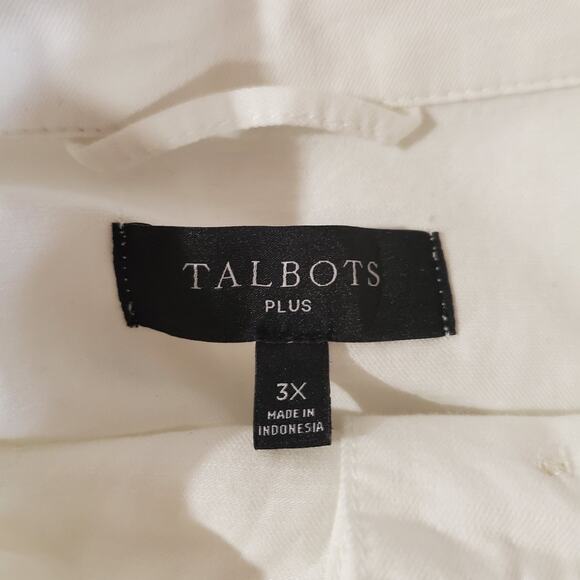 TALBOTS
PLUS
3X
MADE IN
INDONESIA